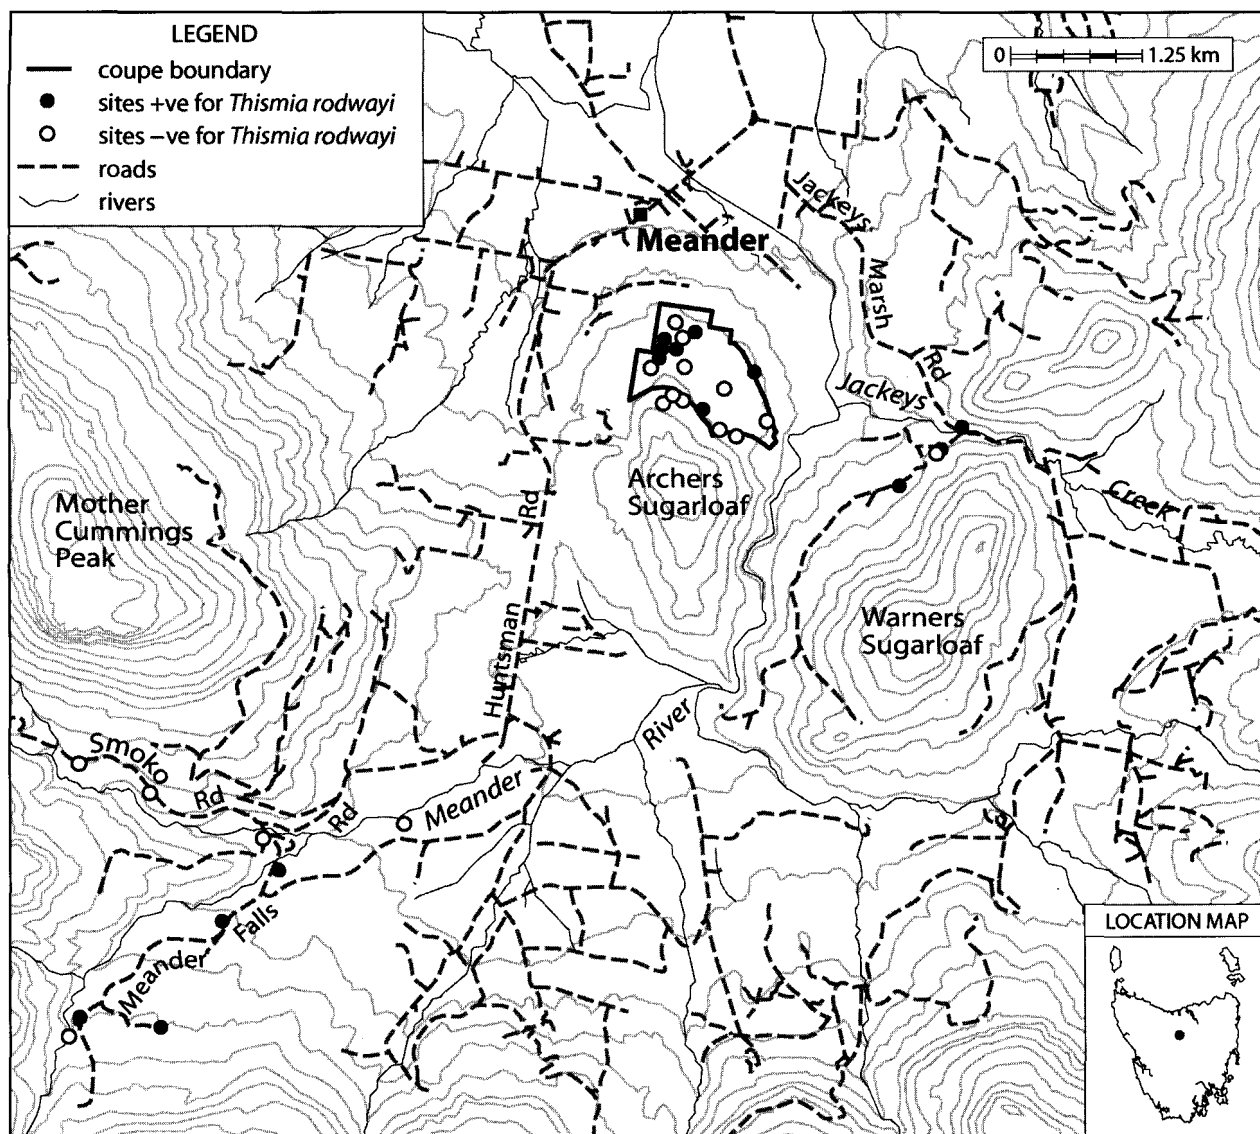 LEGEND
coupe boundary
sites +ve for Thismia rodwayi
sites –ve for Thismia rodwayi
roads
rivers
0 1.25 km
Meander
Jackeys
Marsh
Rd
Jackeys
Creek
Archers
Sugarloaf
Mother
Cummings
Peak
Rd
Huntsman
Warners
Sugarloaf
River
Meander
Smoko
Rd
Rd
Falls
Meander
LOCATION MAP